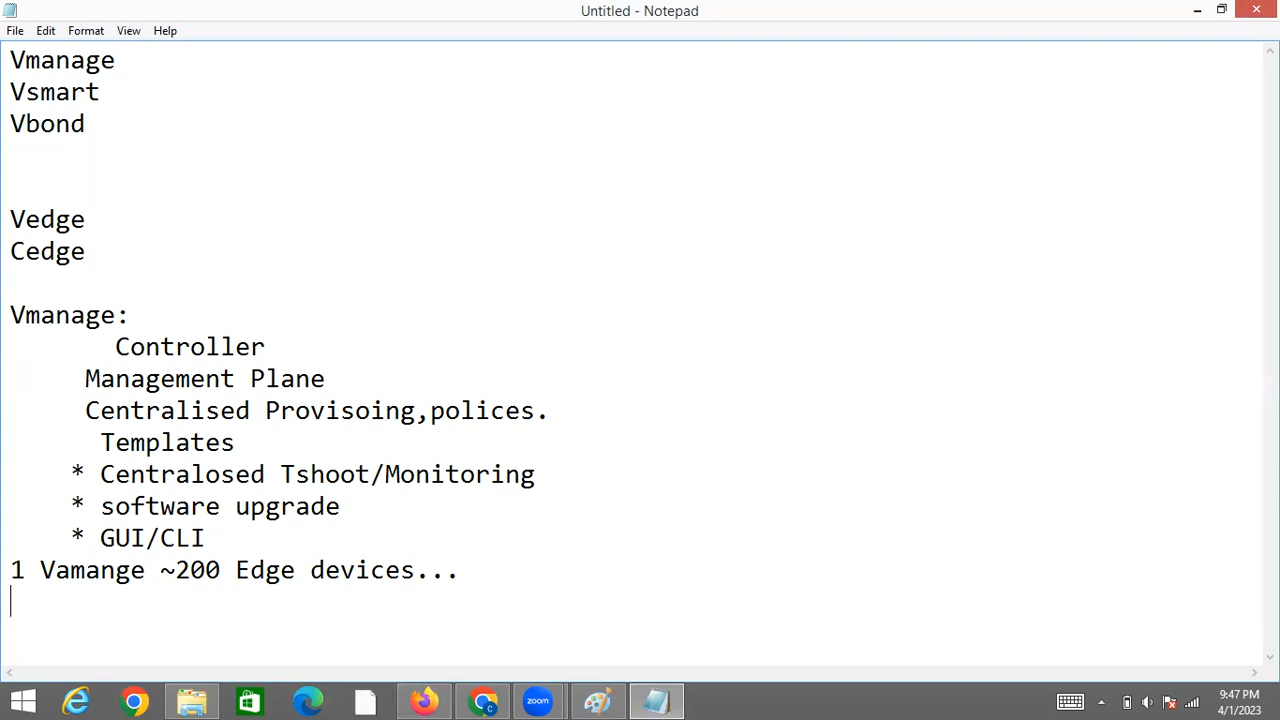 Untitled - Notepad
File Edit Format View Help
Vmanage
Vsmart
Vbond
Vedge
Cedge
Vmanage:
Controller
Management Plane
Centralised Provisoing,polices.
Templates
* Centralosed Tshoot/Monitoring
* software upgrade
* GUI/CLI
1 Vamange ~200 Edge devices...
zoom
9:47 PM
4/1/2023